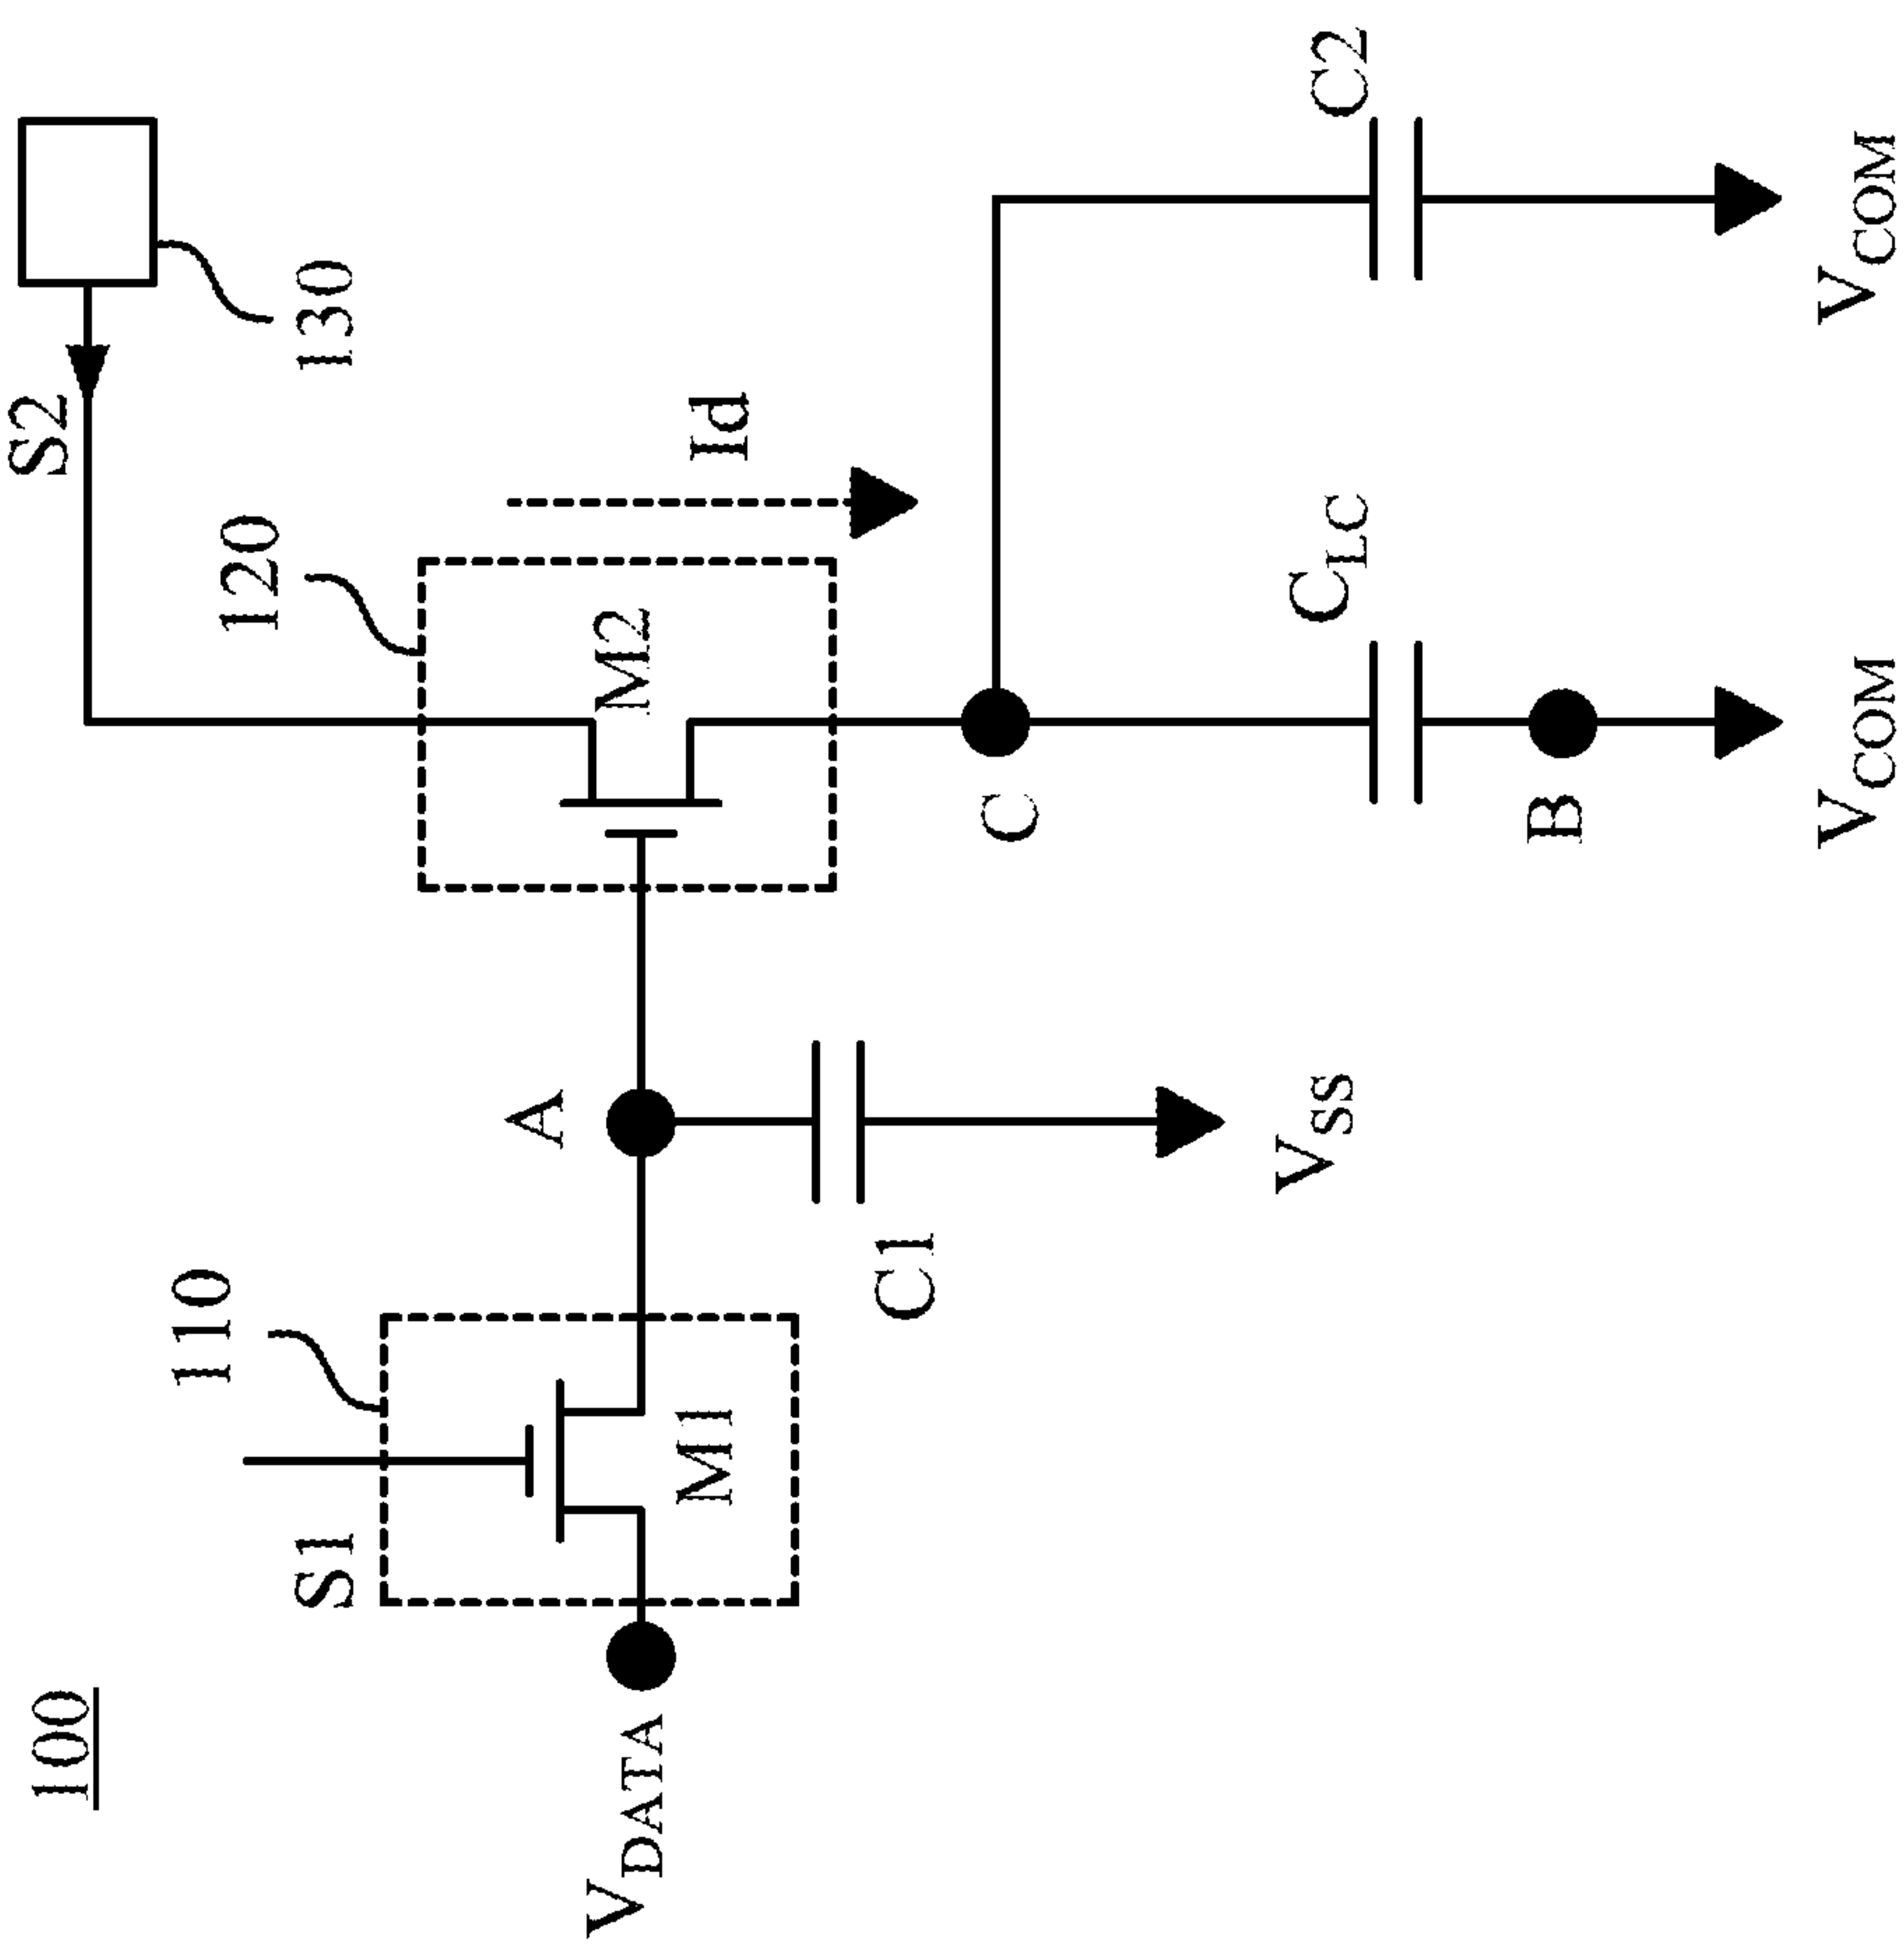 100
S2
130
120
110
S1
M2
Id
A
M1
V_DATA
C1
C
C_LC
C2
V_SS
B
V_COM
V_COM